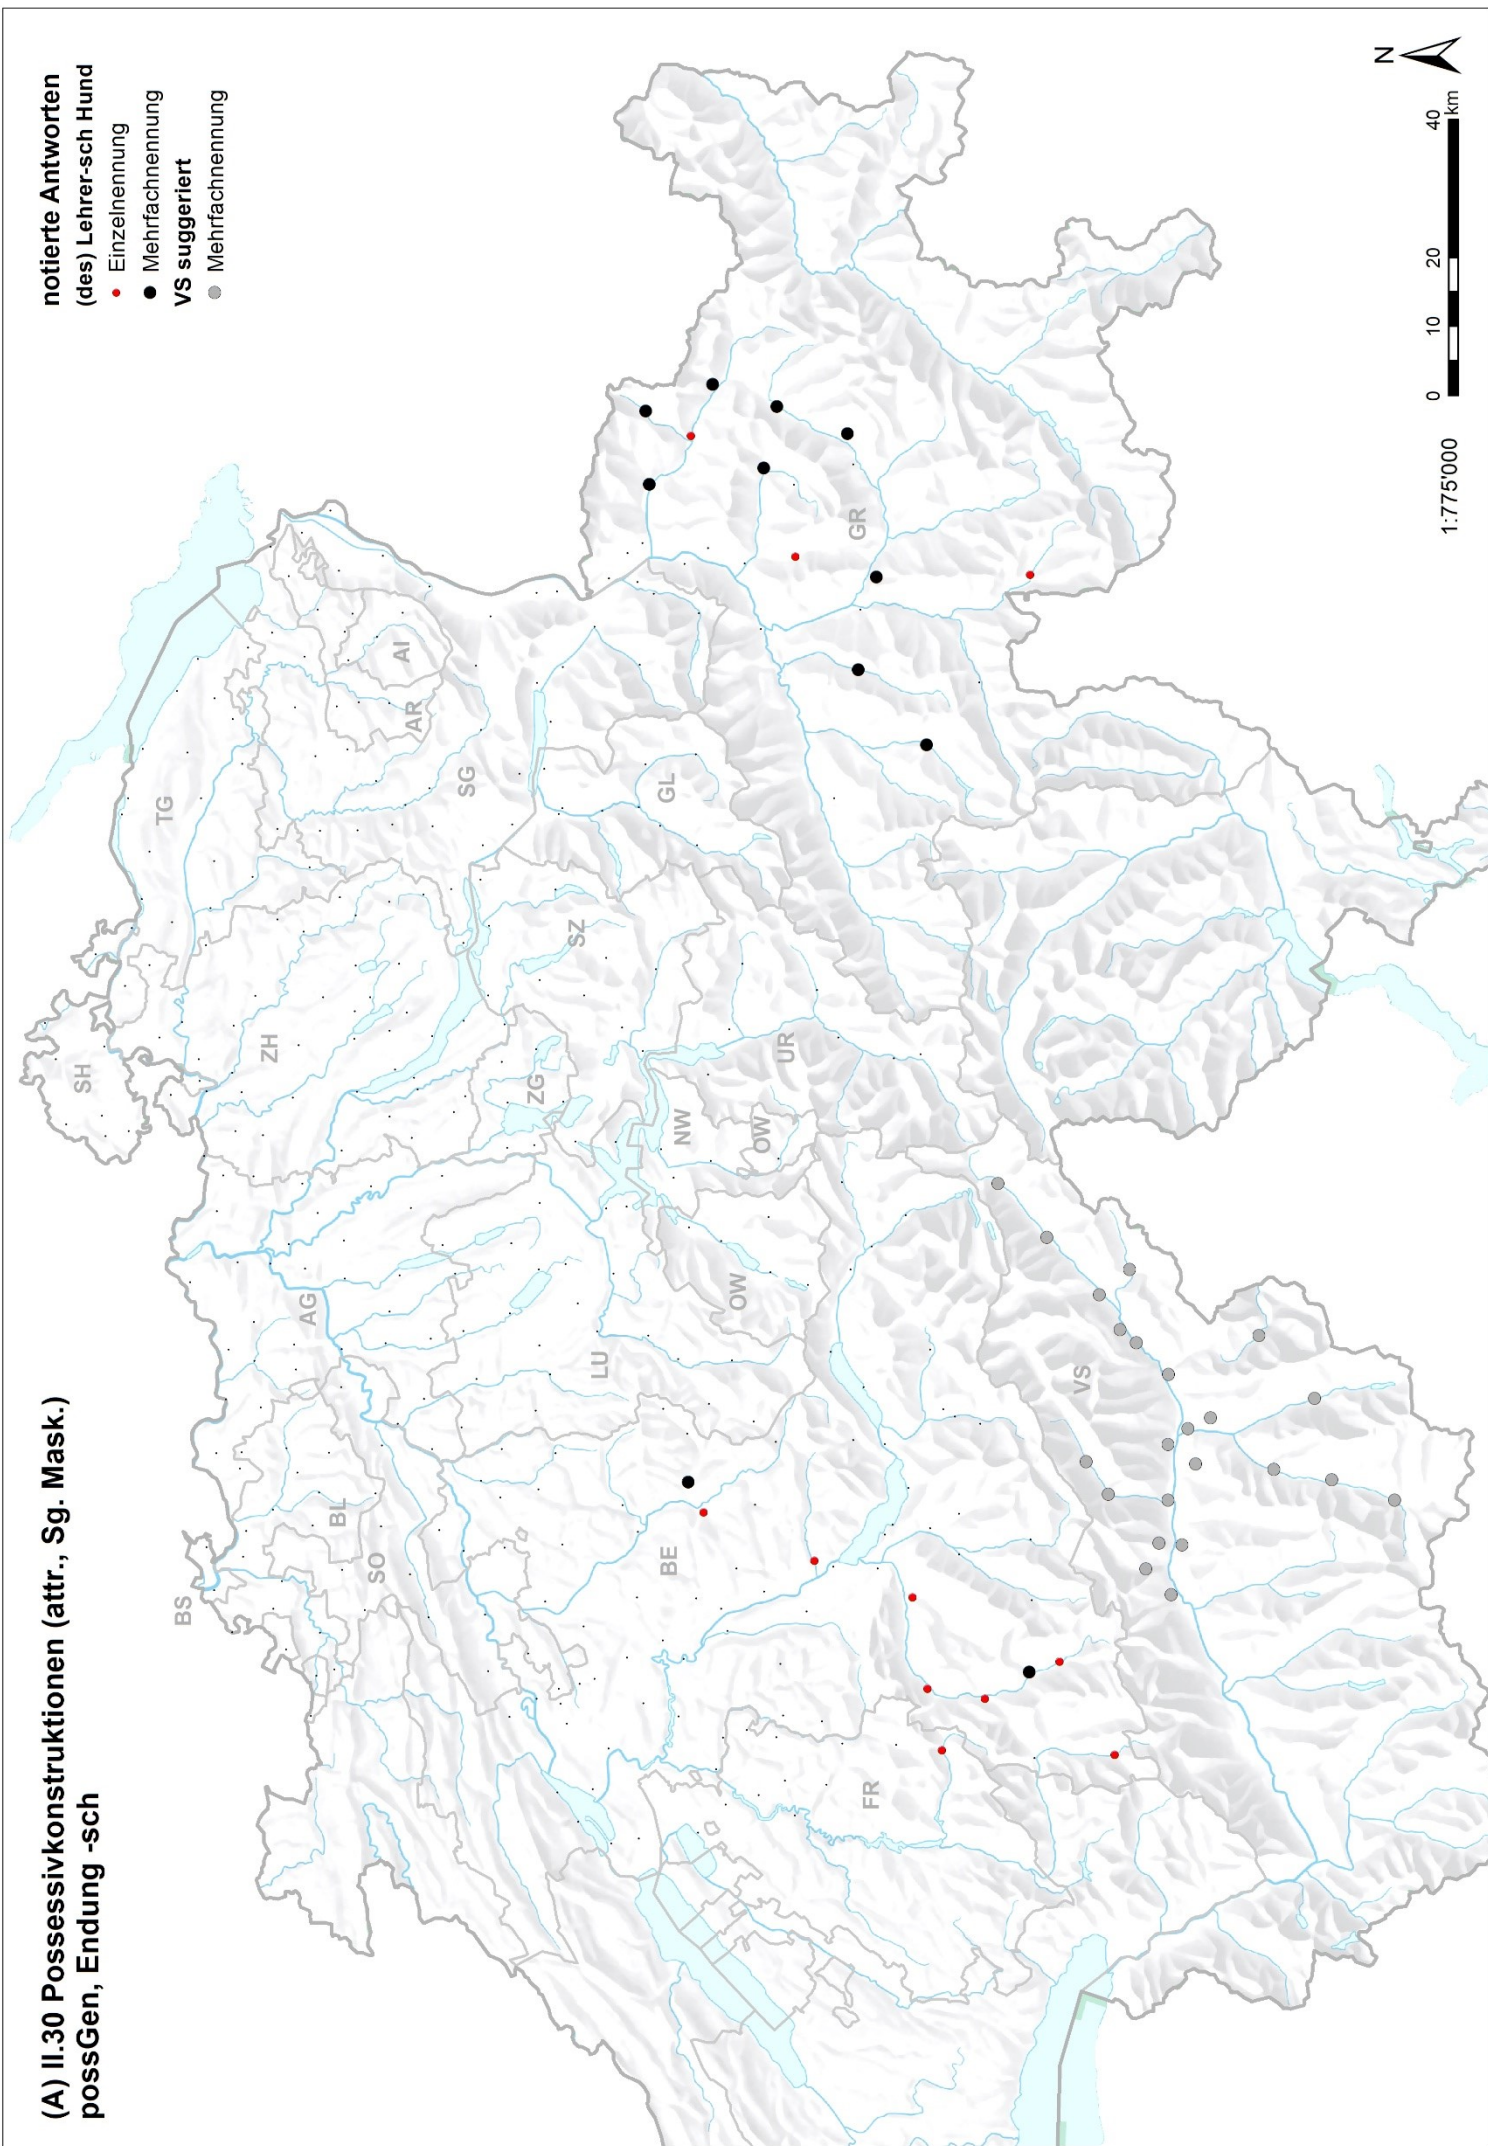 (A) II.30 Possessivkonstruktionen (attr., Sg. Mask.)
possGen, Endung -sch
notierte Antworten
(des) Lehrer-sch Hund
Einzelnennung
Mehrfachnennung
VS suggeriert
Mehrfachnennung
SH
BS
TG
BL
AG
ZH
SO
AI
AR
SG
ZG
SZ
GL
LU
BE
NW
OW
OW
UR
GR
FR
VS
N
1:775'000
0 10 20 40
km